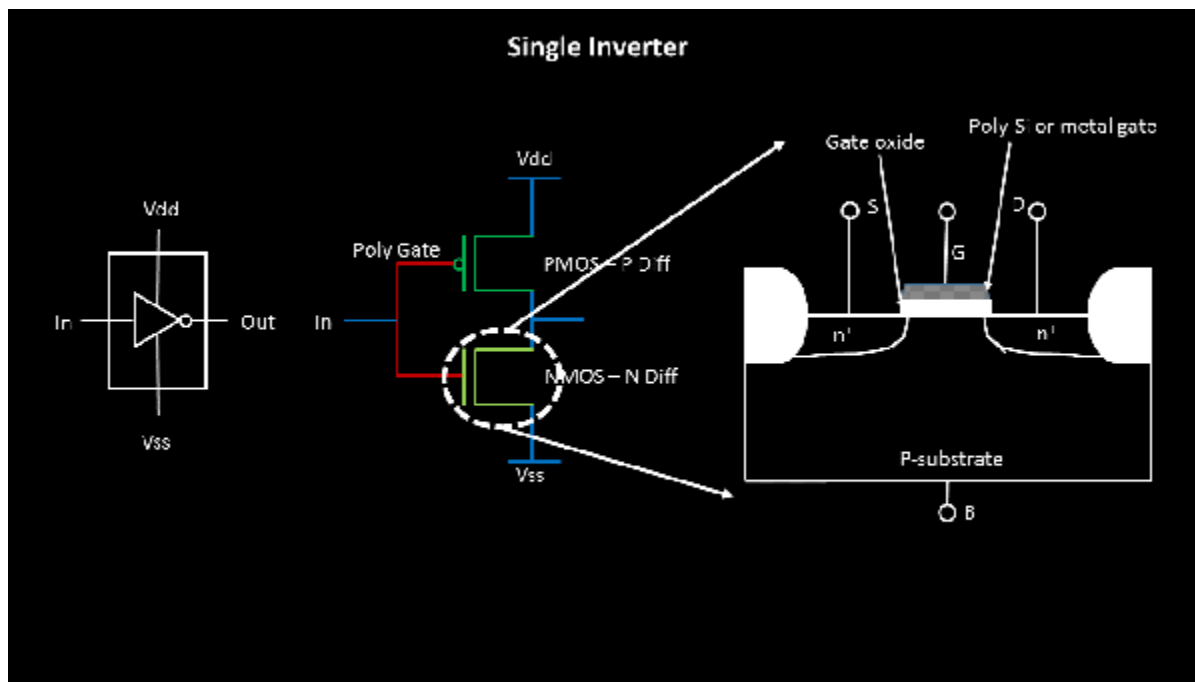 Single Inverter
Vdd
In
Out
Vss
Vdd
Poly Gate
PMOS – P Diff
In
NMOS – N Diff
Vss
Gate oxide
Poly Si or metal gate
S
D
G
n+
n+
P-substrate
B